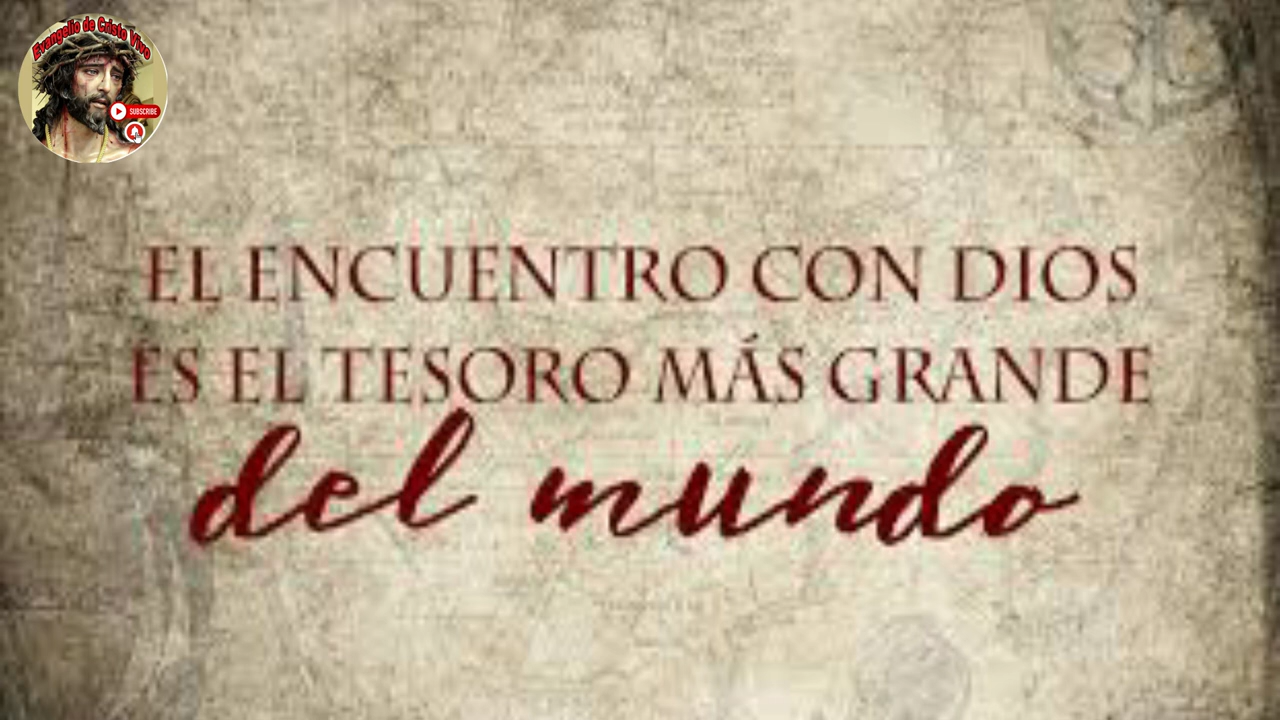 Evangelio de Cristo Vivo
SUBSCRIBE
EL ENCUENTRO CON DIOS
ES EL TESORO MÁS GRANDE
del mundo